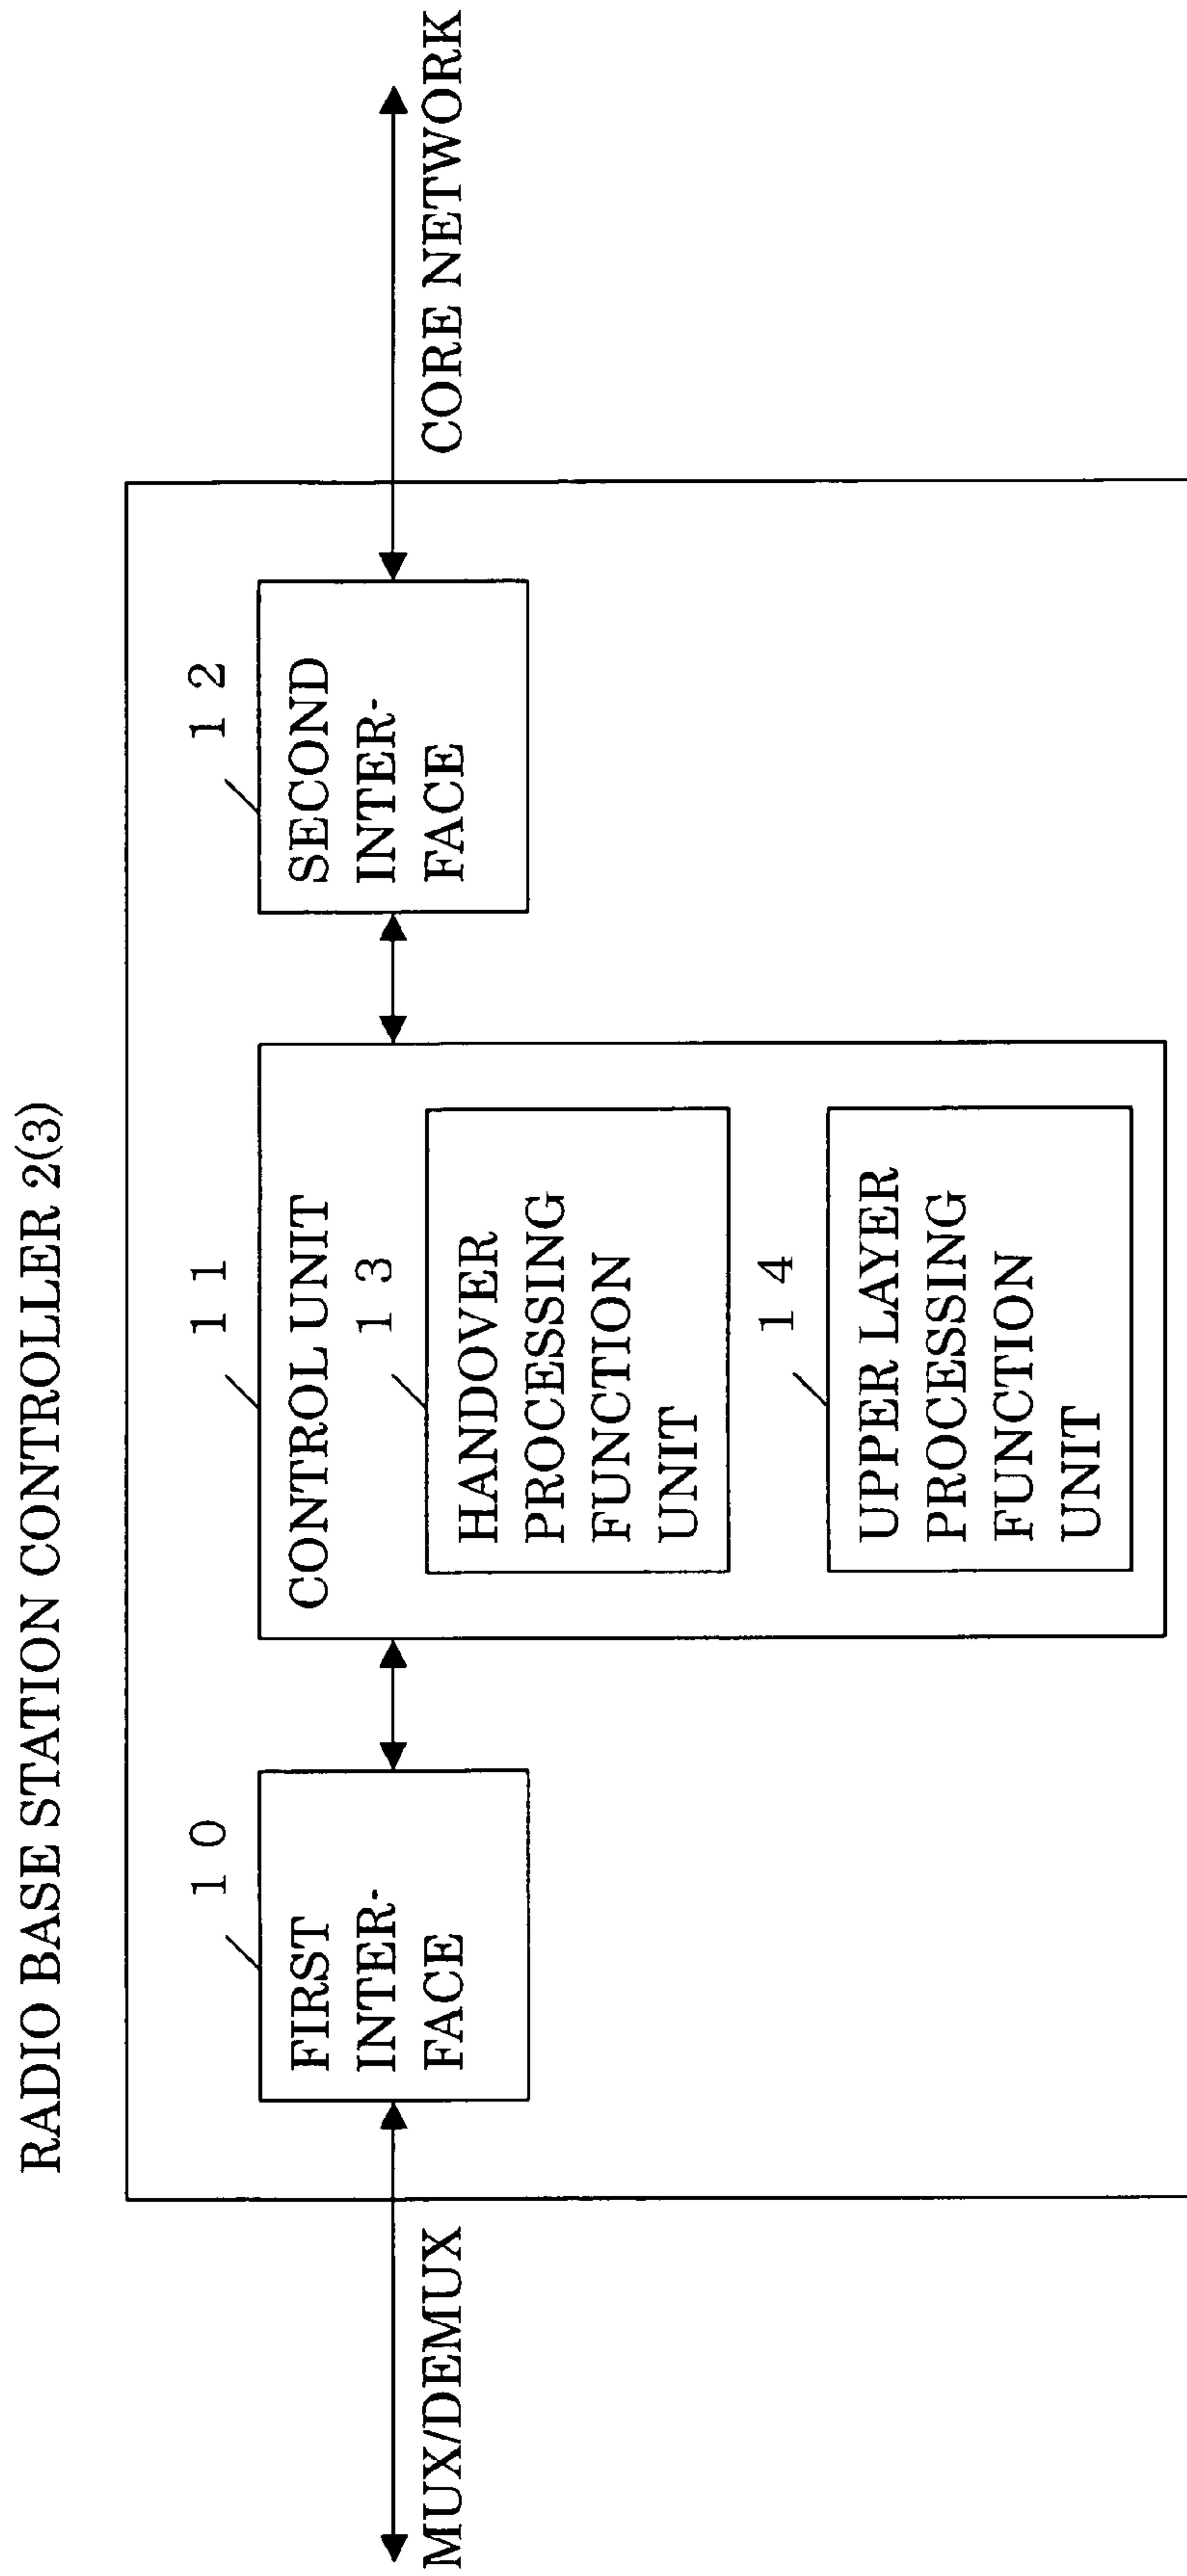 RADIO BASE STATION CONTROLLER 2(3)
MUX/DEMUX
1 0
FIRST
INTER-
FACE
1 1
CONTROL UNIT
1 3
HANDOVER
PROCESSING
FUNCTION
UNIT
1 4
UPPER LAYER
PROCESSING
FUNCTION
UNIT
1 2
SECOND
INTER-
FACE
CORE NETWORK